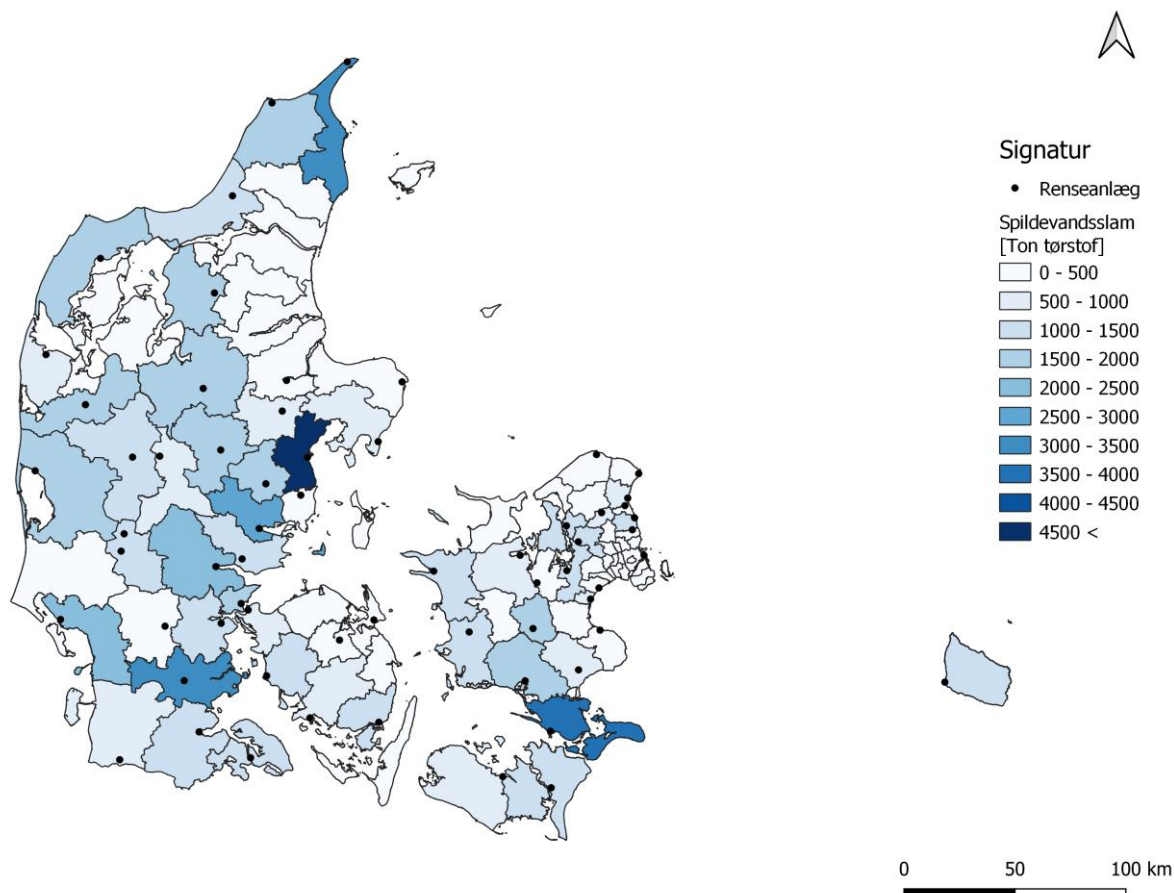 Signatur
Renseanlæg
Spildevandsslam
[Ton tørstof]
0 - 500
500 - 1000
1000 - 1500
1500 - 2000
2000 - 2500
2500 - 3000
3000 - 3500
3500 - 4000
4000 - 4500
4500 <
0 50 100 km